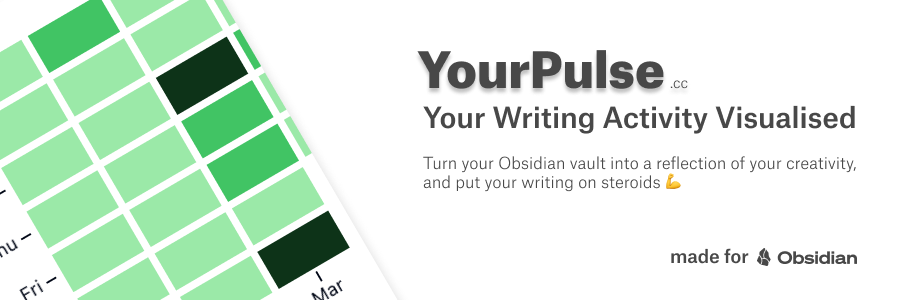 YourPulse .cc
Your Writing Activity Visualised
Turn your Obsidian vault into a reflection of your creativity,
and put your writing on steroids 💪
made for Obsidian
Fri
Mar